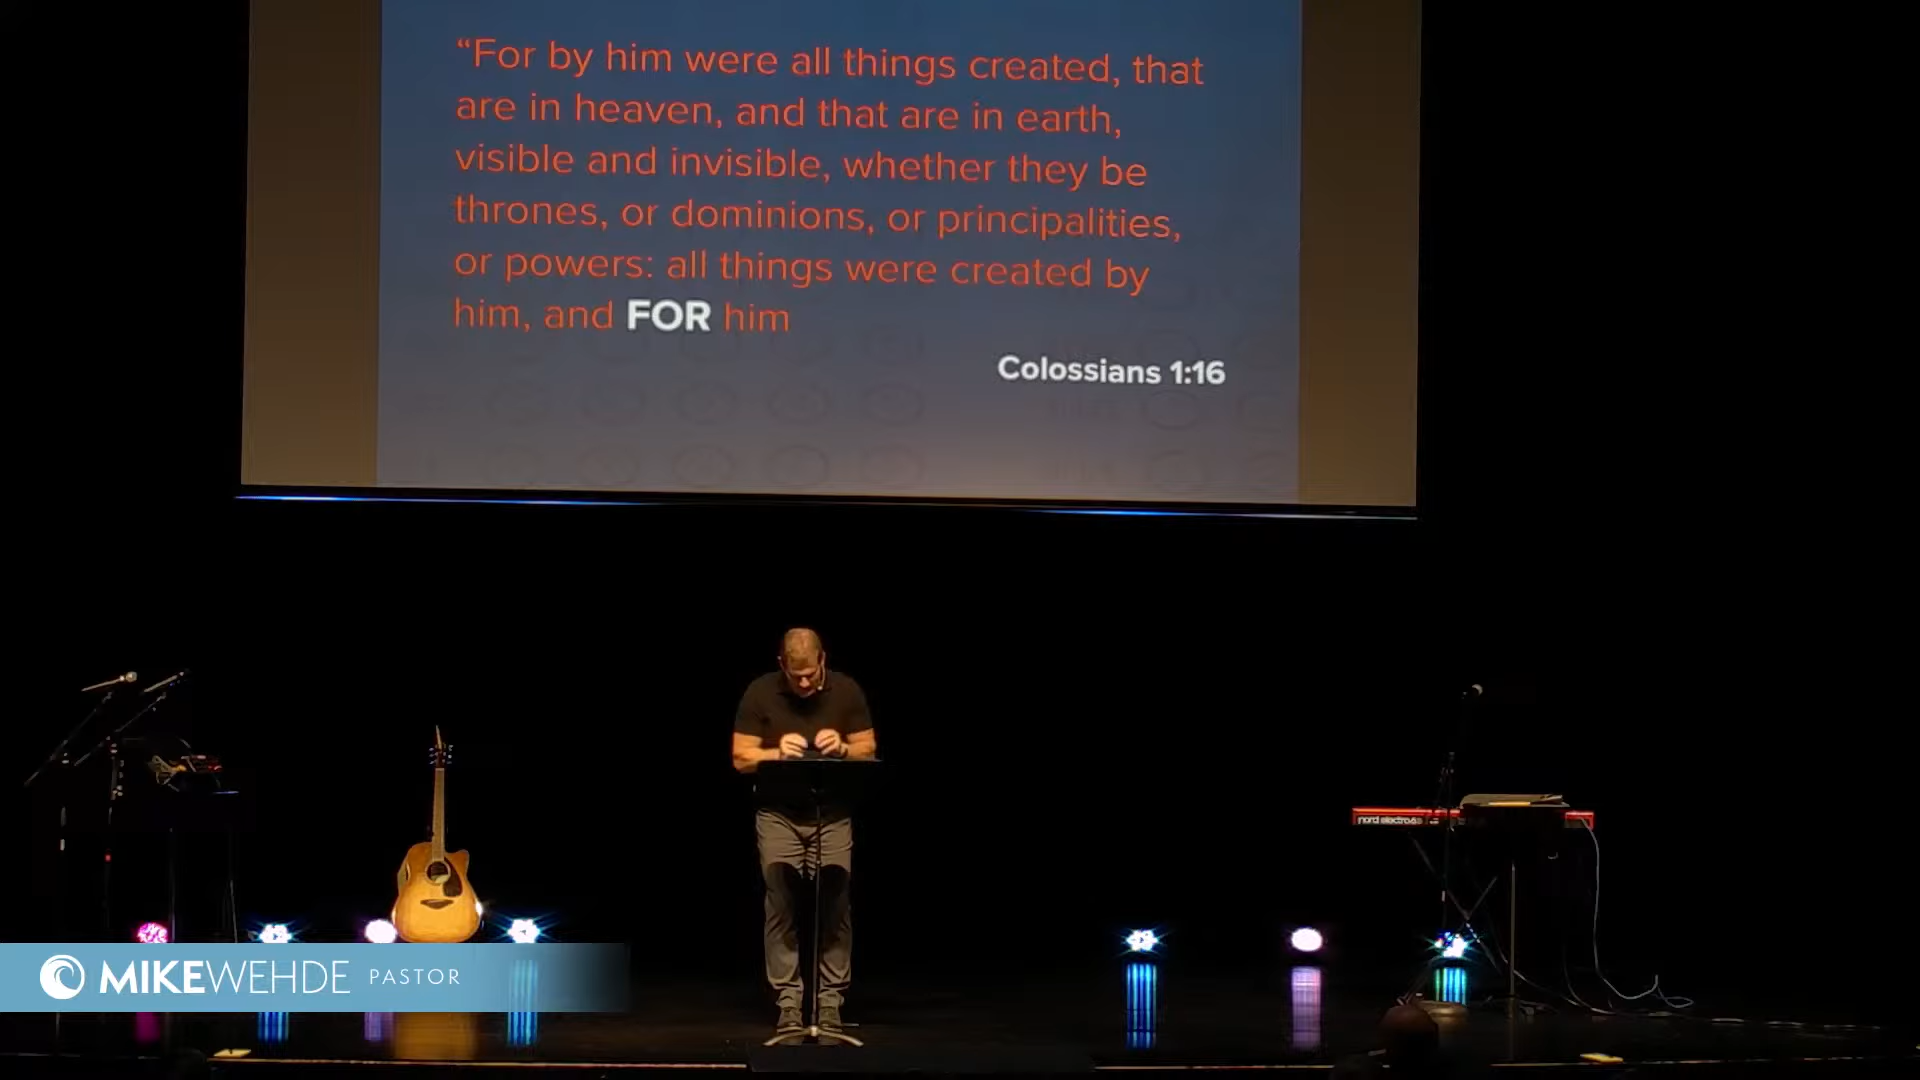 “For by him were all things created, that
are in heaven, and that are in earth,
visible and invisible, whether they be
thrones, or dominions, or principalities,
or powers: all things were created by
him, and FOR him
Colossians 1:16
nord electro
MIKEWEHDE PASTOR